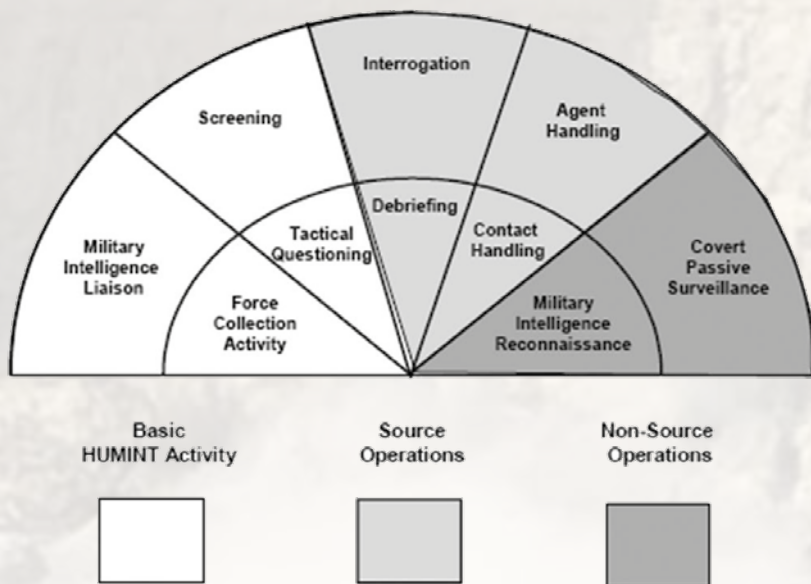 Interrogation
Screening
Agent
Handling
Military
Intelligence
Liaison
Tactical
Questioning
Debriefing
Contact
Handling
Covert
Passive
Surveillance
Force
Collection
Activity
Military
Intelligence
Reconnaissance
Basic
HUMINT Activity
Source
Operations
Non-Source
Operations